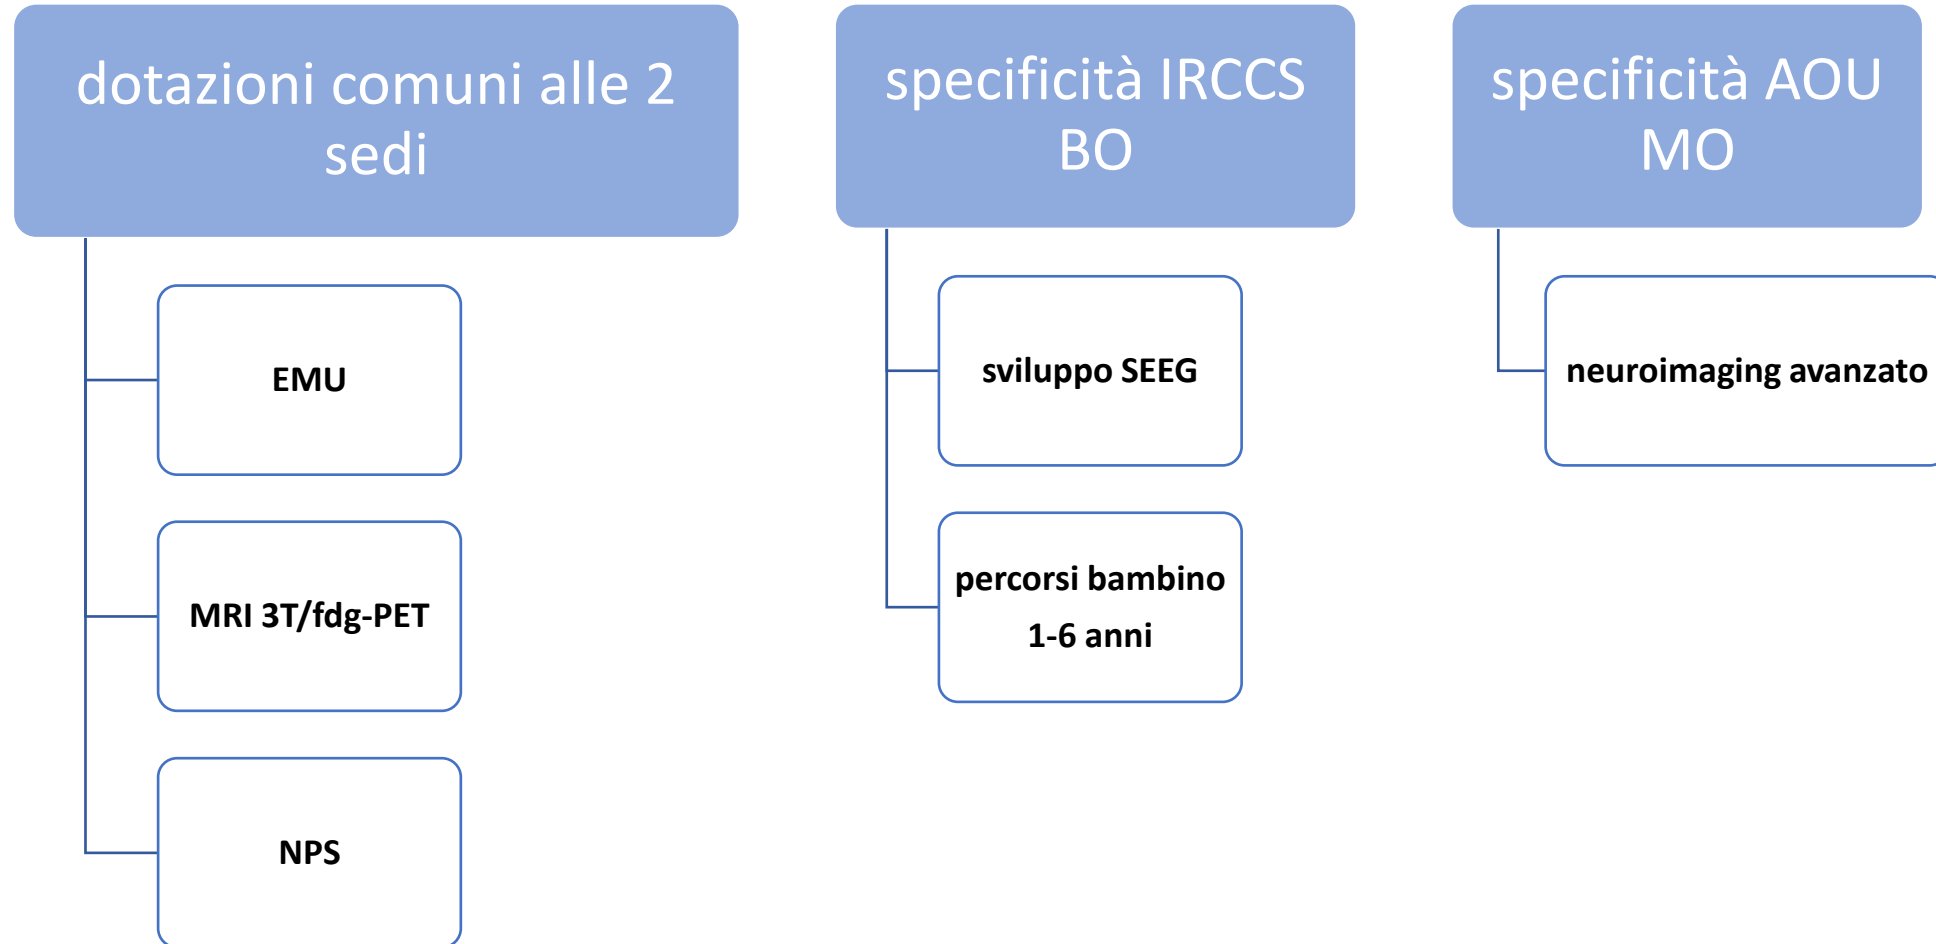 dotazioni comuni alle 2
sedi
EMU
MRI 3T/fdg-PET
NPS
specificità IRCCS
BO
sviluppo SEEG
percorsi bambino
1-6 anni
specificità AOU
MO
neuroimaging avanzato